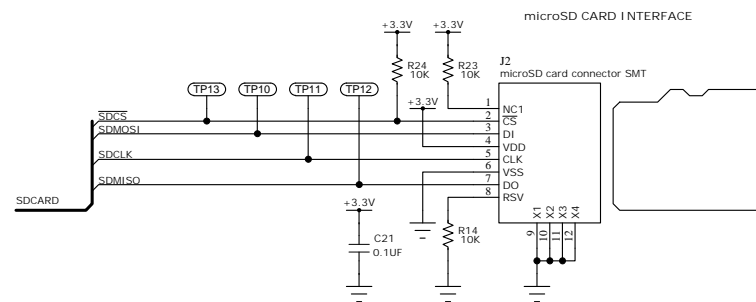 microSD CARD INTERFACE
+3.3V
+3.3V
R24
10K
R23
10K
J2
microSD card connector SMT
TP13
TP10
TP11
TP12
+3.3V
1
NC1
SDCS
2
CS
SDMOSI
3
DI
4
VDD
SDCLK
5
CLK
6
VSS
SDMISO
7
DO
8
RSV
SDCARD
+3.3V
C21
0.1UF
R14
10K
X1
X2
X3
X4
9
10
11
12